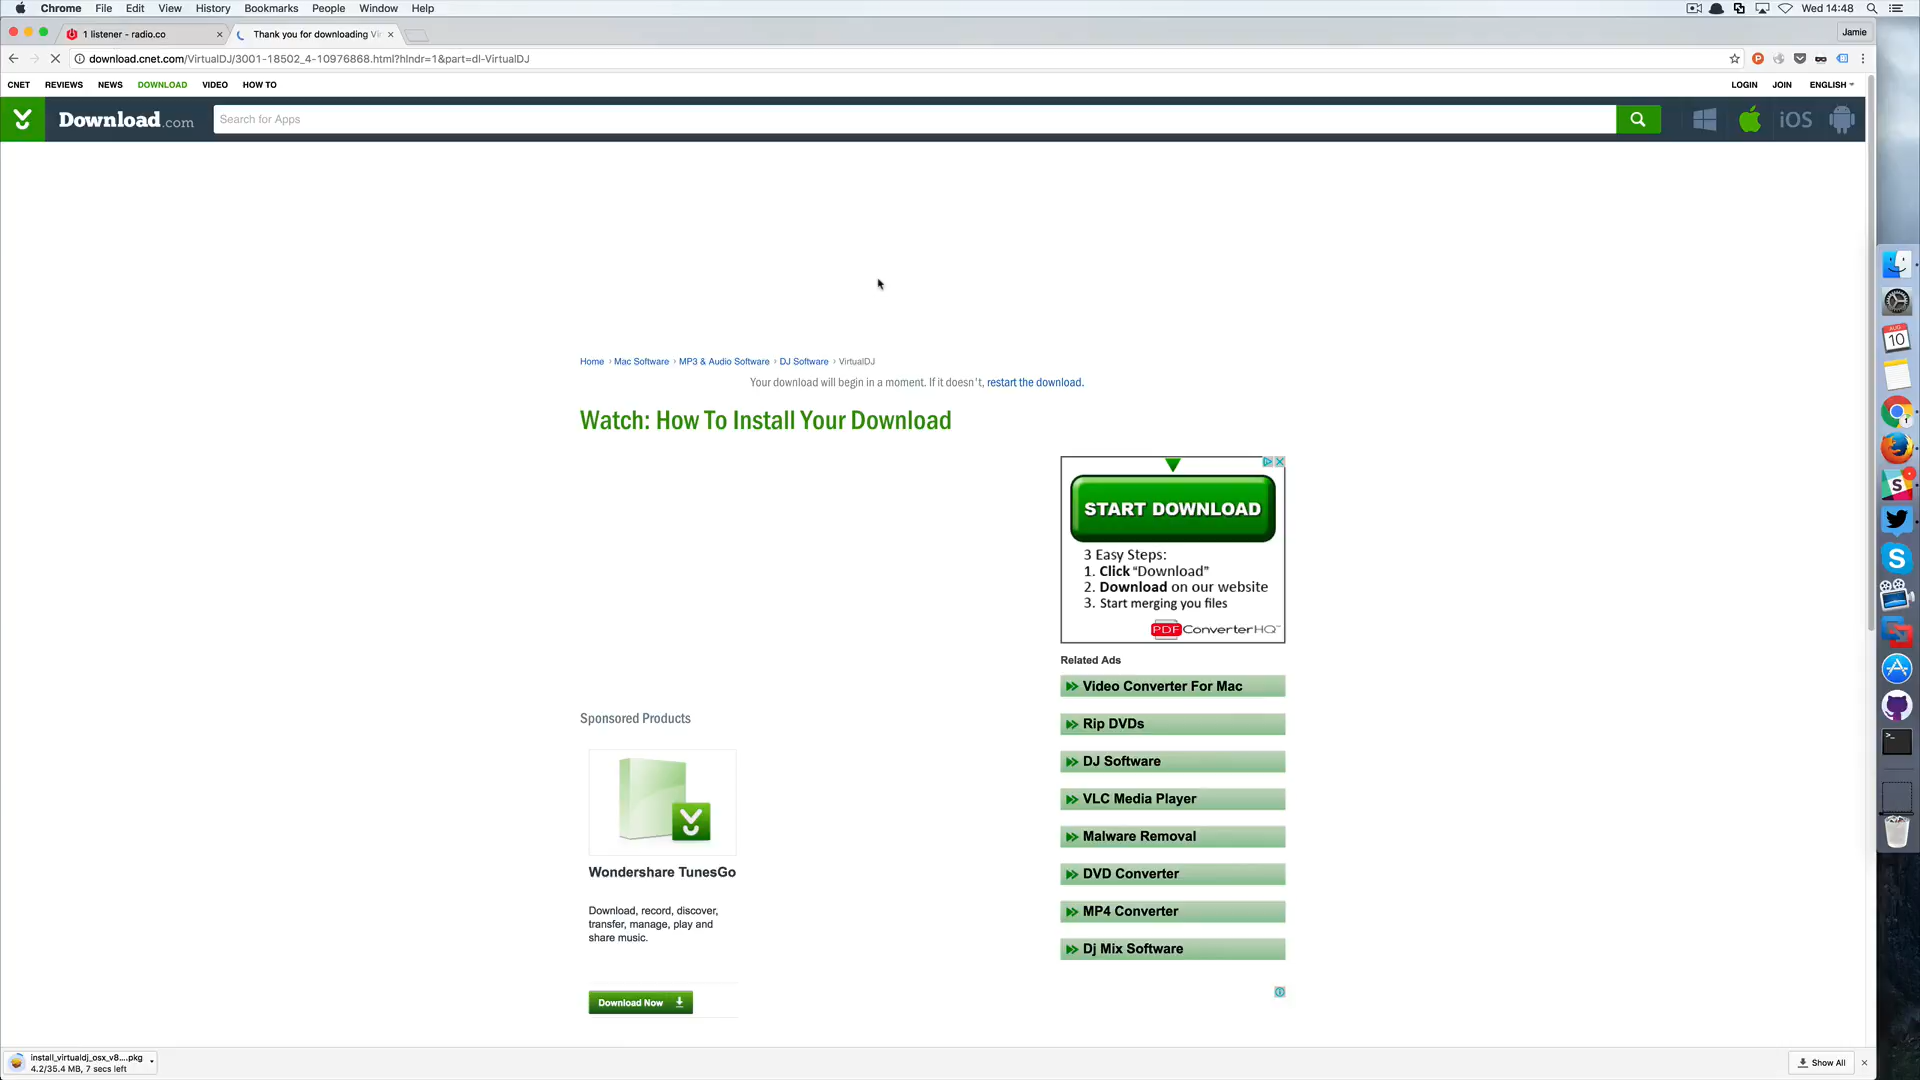 Chrome File Edit View History Bookmarks People Window Help
Wed 14:48
1 listener - radio.co
Thank you for downloading Vi
Jamie
download.cnet.com/VirtualDJ/3001-18502_4-10976868.html?hlndr=1&part=dl-VirtualDJ
CNET REVIEWS NEWS DOWNLOAD VIDEO HOW TO
LOGIN JOIN ENGLISH
Download.com
Search for Apps
iOS
Home › Mac Software › MP3 & Audio Software › DJ Software › VirtualDJ
Your download will begin in a moment. If it doesn't, restart the download.
Watch: How To Install Your Download
START DOWNLOAD
3 Easy Steps:
1. Click "Download"
2. Download on our website
3. Start merging you files
PDF ConverterHQ™
Related Ads
Video Converter For Mac
Rip DVDs
DJ Software
VLC Media Player
Malware Removal
DVD Converter
MP4 Converter
Dj Mix Software
Sponsored Products
Wondershare TunesGo
Download, record, discover,
transfer, manage, play and
share music.
Download Now
install_virtualdj_osx_v8....pkg
4.2/35.4 MB, 7 secs left
Show All
AUG
10
1
S
S